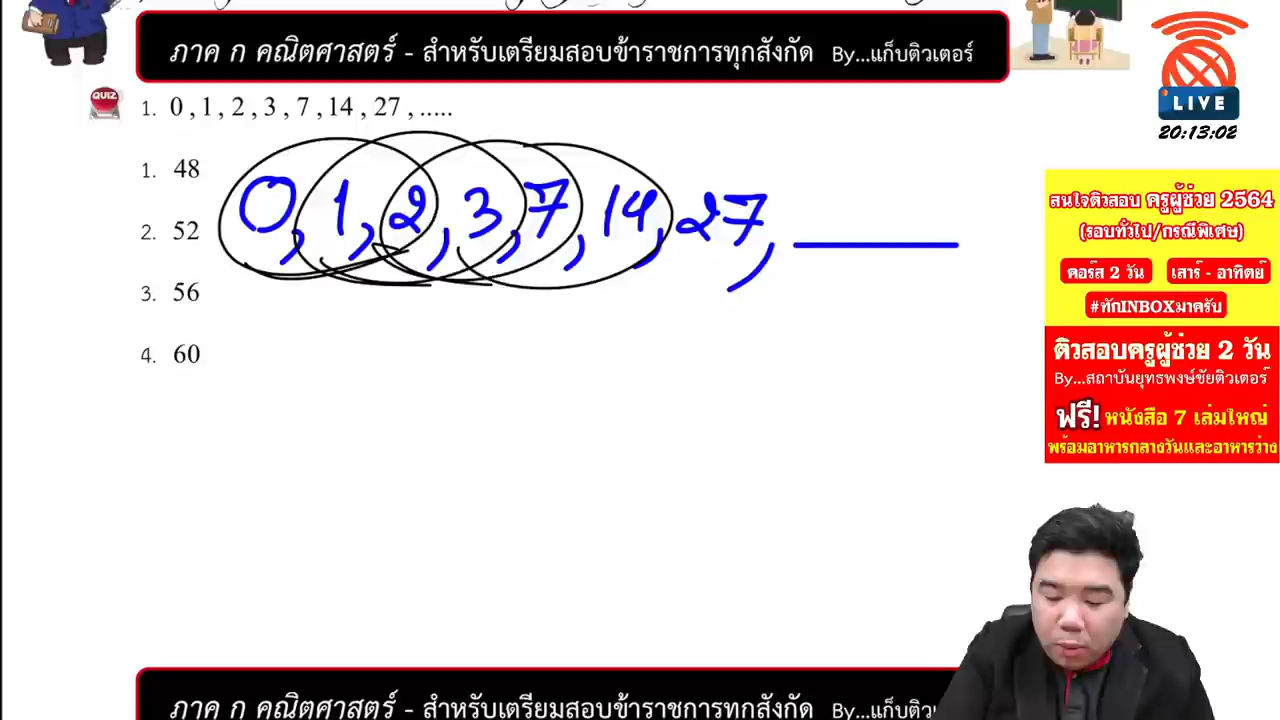 ภาค ก คณิตศาสตร์ - สำหรับเตรียมสอบข้าราชการทุกสังกัด By...แก็บติวเตอร์
LIVE
20:13:02
QUIZ
1. 0 , 1 , 2 , 3 , 7 , 14 , 27 , .....
1. 48
0, 1, 2, 3, 7, 14, 27,
2. 52
3. 56
4. 60
สนใจติวสอบ ครูผู้ช่วย 2564
(รอบทั่วไป/กรณีพิเศษ)
คอร์ส 2 วัน เสาร์ - อาทิตย์
#ทักINBOXมาครับ
ติวสอบครูผู้ช่วย 2 วัน
By...สถาบันยุทธพงษ์ชัยติวเตอร์
ฟรี! หนังสือ 7 เล่มใหญ่
พร้อมอาหารกลางวันและอาหารว่าง
ภาค ก คณิตศาสตร์ - สำหรับเตรียมสอบข้าราชการทุกสังกัด By...แก็บติว